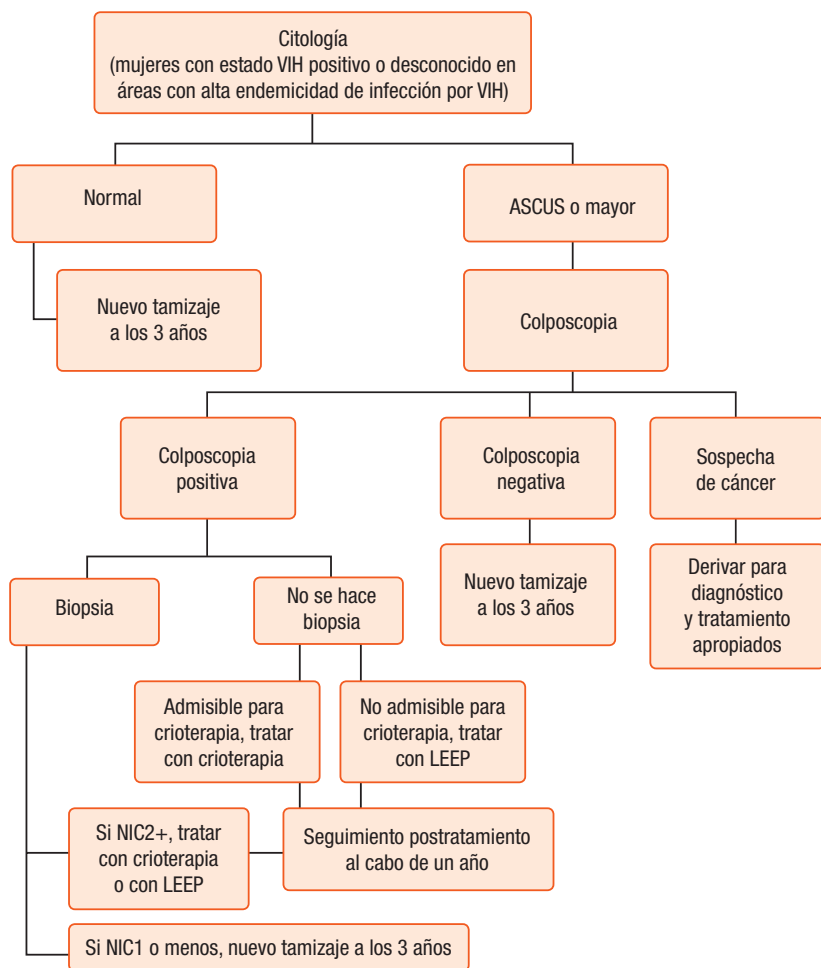 Citología
(mujeres con estado VIH positivo o desconocido en
áreas con alta endemicidad de infección por VIH)
Normal
ASCUS o mayor
Nuevo tamizaje
a los 3 años
Colposcopia
Colposcopia
positiva
Colposcopia
negativa
Sospecha
de cáncer
Biopsia
No se hace
biopsia
Nuevo tamizaje
a los 3 años
Derivar para
diagnóstico
y tratamiento
apropiados
Admisible para
crioterapia, tratar
con crioterapia
No admisible para
crioterapia, tratar
con LEEP
Si NIC2+, tratar
con crioterapia
o con LEEP
Seguimiento postratamiento
al cabo de un año
Si NIC1 o menos, nuevo tamizaje a los 3 años